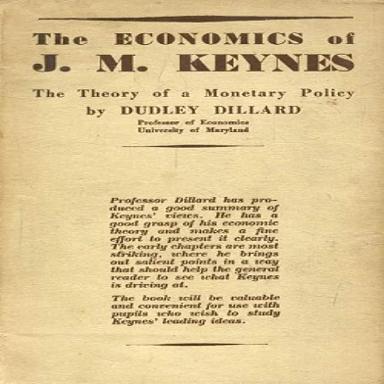 The ECONOMICS of
J. M. KEYNES
The Theory of a Monetary Policy
by DUDLEY DILLARD
Professor of Economics
University of Maryland
Professor Dillard has pro-
duced a good summary of
Keynes' views. He has a
good grasp of his economic
theory and makes a fine
effort to present it clearly.
The early chapters are most
striking, where he brings
out salient points in a way
that should help the general
reader to see what Keynes
is driving at.
The book will be valuable
and convenient for use with
pupils who wish to study
Keynes' leading ideas.